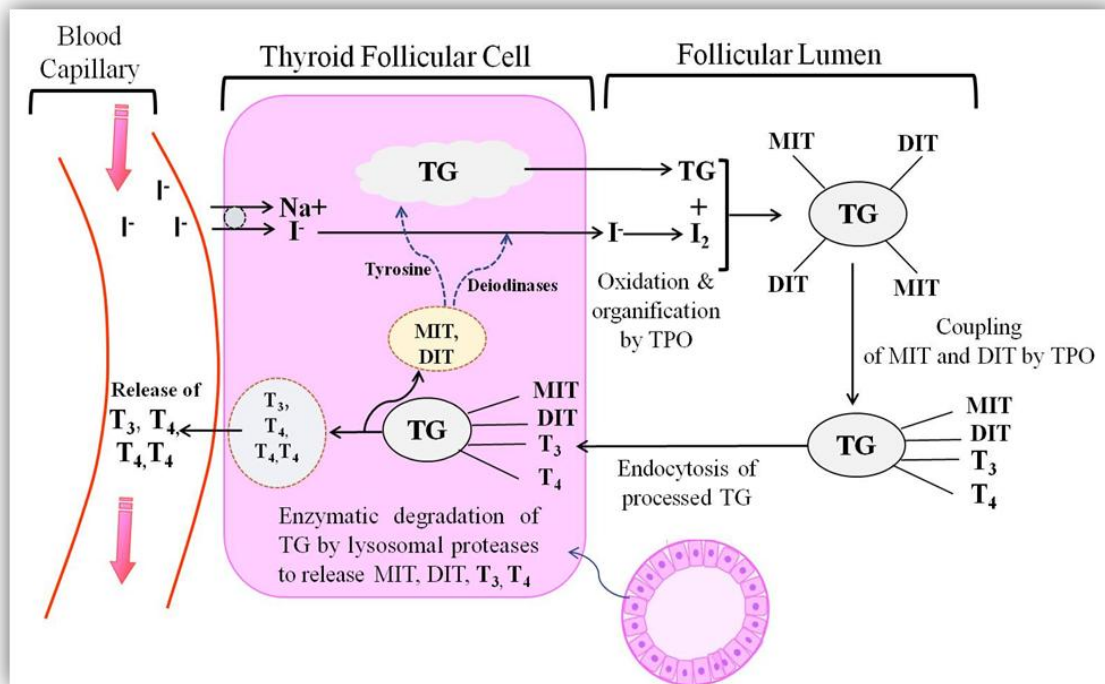 Blood
Capillary
Thyroid Follicular Cell
Follicular Lumen
I-
I-
I-
Na+
I-
TG
TG
+
I- I2
Tyrosine
Deiodinases
MIT,
DIT
Oxidation &
organification
by TPO
MIT
DIT
TG
DIT
MIT
Coupling
of MIT and DIT by TPO
Release of
T3, T4,
T4,T4
T3,
T4,
T4,T4
TG
MIT
DIT
T3
T4
Endocytosis of
processed TG
TG
MIT
DIT
T3
T4
Enzymatic degradation of
TG by lysosomal proteases
to release MIT, DIT, T3, T4